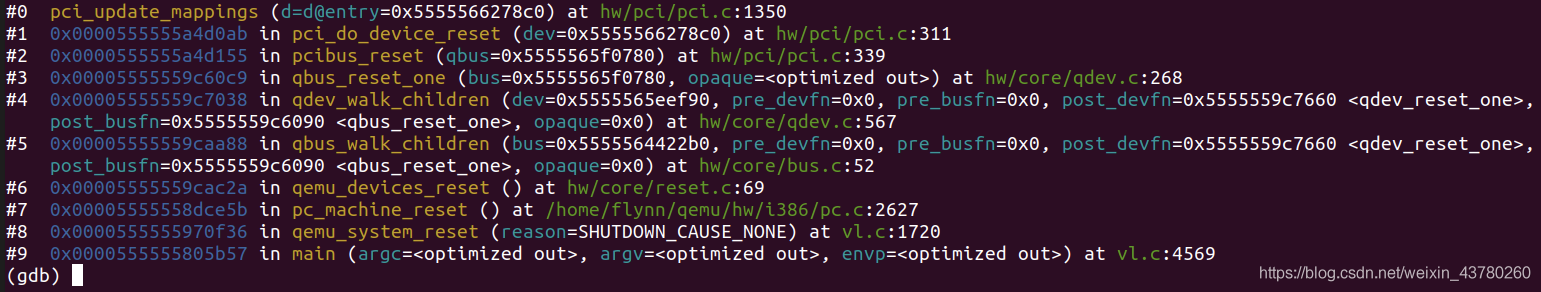 #0  pci_update_mappings (d=d@entry=0x5555566278c0) at hw/pci/pci.c:1350
#1  0x0000555555a4d0ab in pci_do_device_reset (dev=0x5555566278c0) at hw/pci/pci.c:311
#2  0x0000555555a4d155 in pcibus_reset (qbus=0x5555565f0780) at hw/pci/pci.c:339
#3  0x00005555559c60c9 in qbus_reset_one (bus=0x5555565f0780, opaque=<optimized out>) at hw/core/qdev.c:268
#4  0x00005555559c7038 in qdev_walk_children (dev=0x5555565eef90, pre_devfn=0x0, pre_busfn=0x0, post_devfn=0x5555559c7660 <qdev_reset_one>,
    post_busfn=0x5555559c6090 <qbus_reset_one>, opaque=0x0) at hw/core/qdev.c:567
#5  0x00005555559caa88 in qbus_walk_children (bus=0x5555564422b0, pre_devfn=0x0, pre_busfn=0x0, post_devfn=0x5555559c7660 <qdev_reset_one>,
    post_busfn=0x5555559c6090 <qbus_reset_one>, opaque=0x0) at hw/core/bus.c:52
#6  0x00005555559cac2a in qemu_devices_reset () at hw/core/reset.c:69
#7  0x00005555558dce5b in pc_machine_reset () at /home/flynn/qemu/hw/i386/pc.c:2627
#8  0x0000555555970f36 in qemu_system_reset (reason=SHUTDOWN_CAUSE_NONE) at vl.c:1720
#9  0x0000555555805b57 in main (argc=<optimized out>, argv=<optimized out>, envp=<optimized out>) at vl.c:4569
(gdb)
https://blog.csdn.net/weixin_43780260